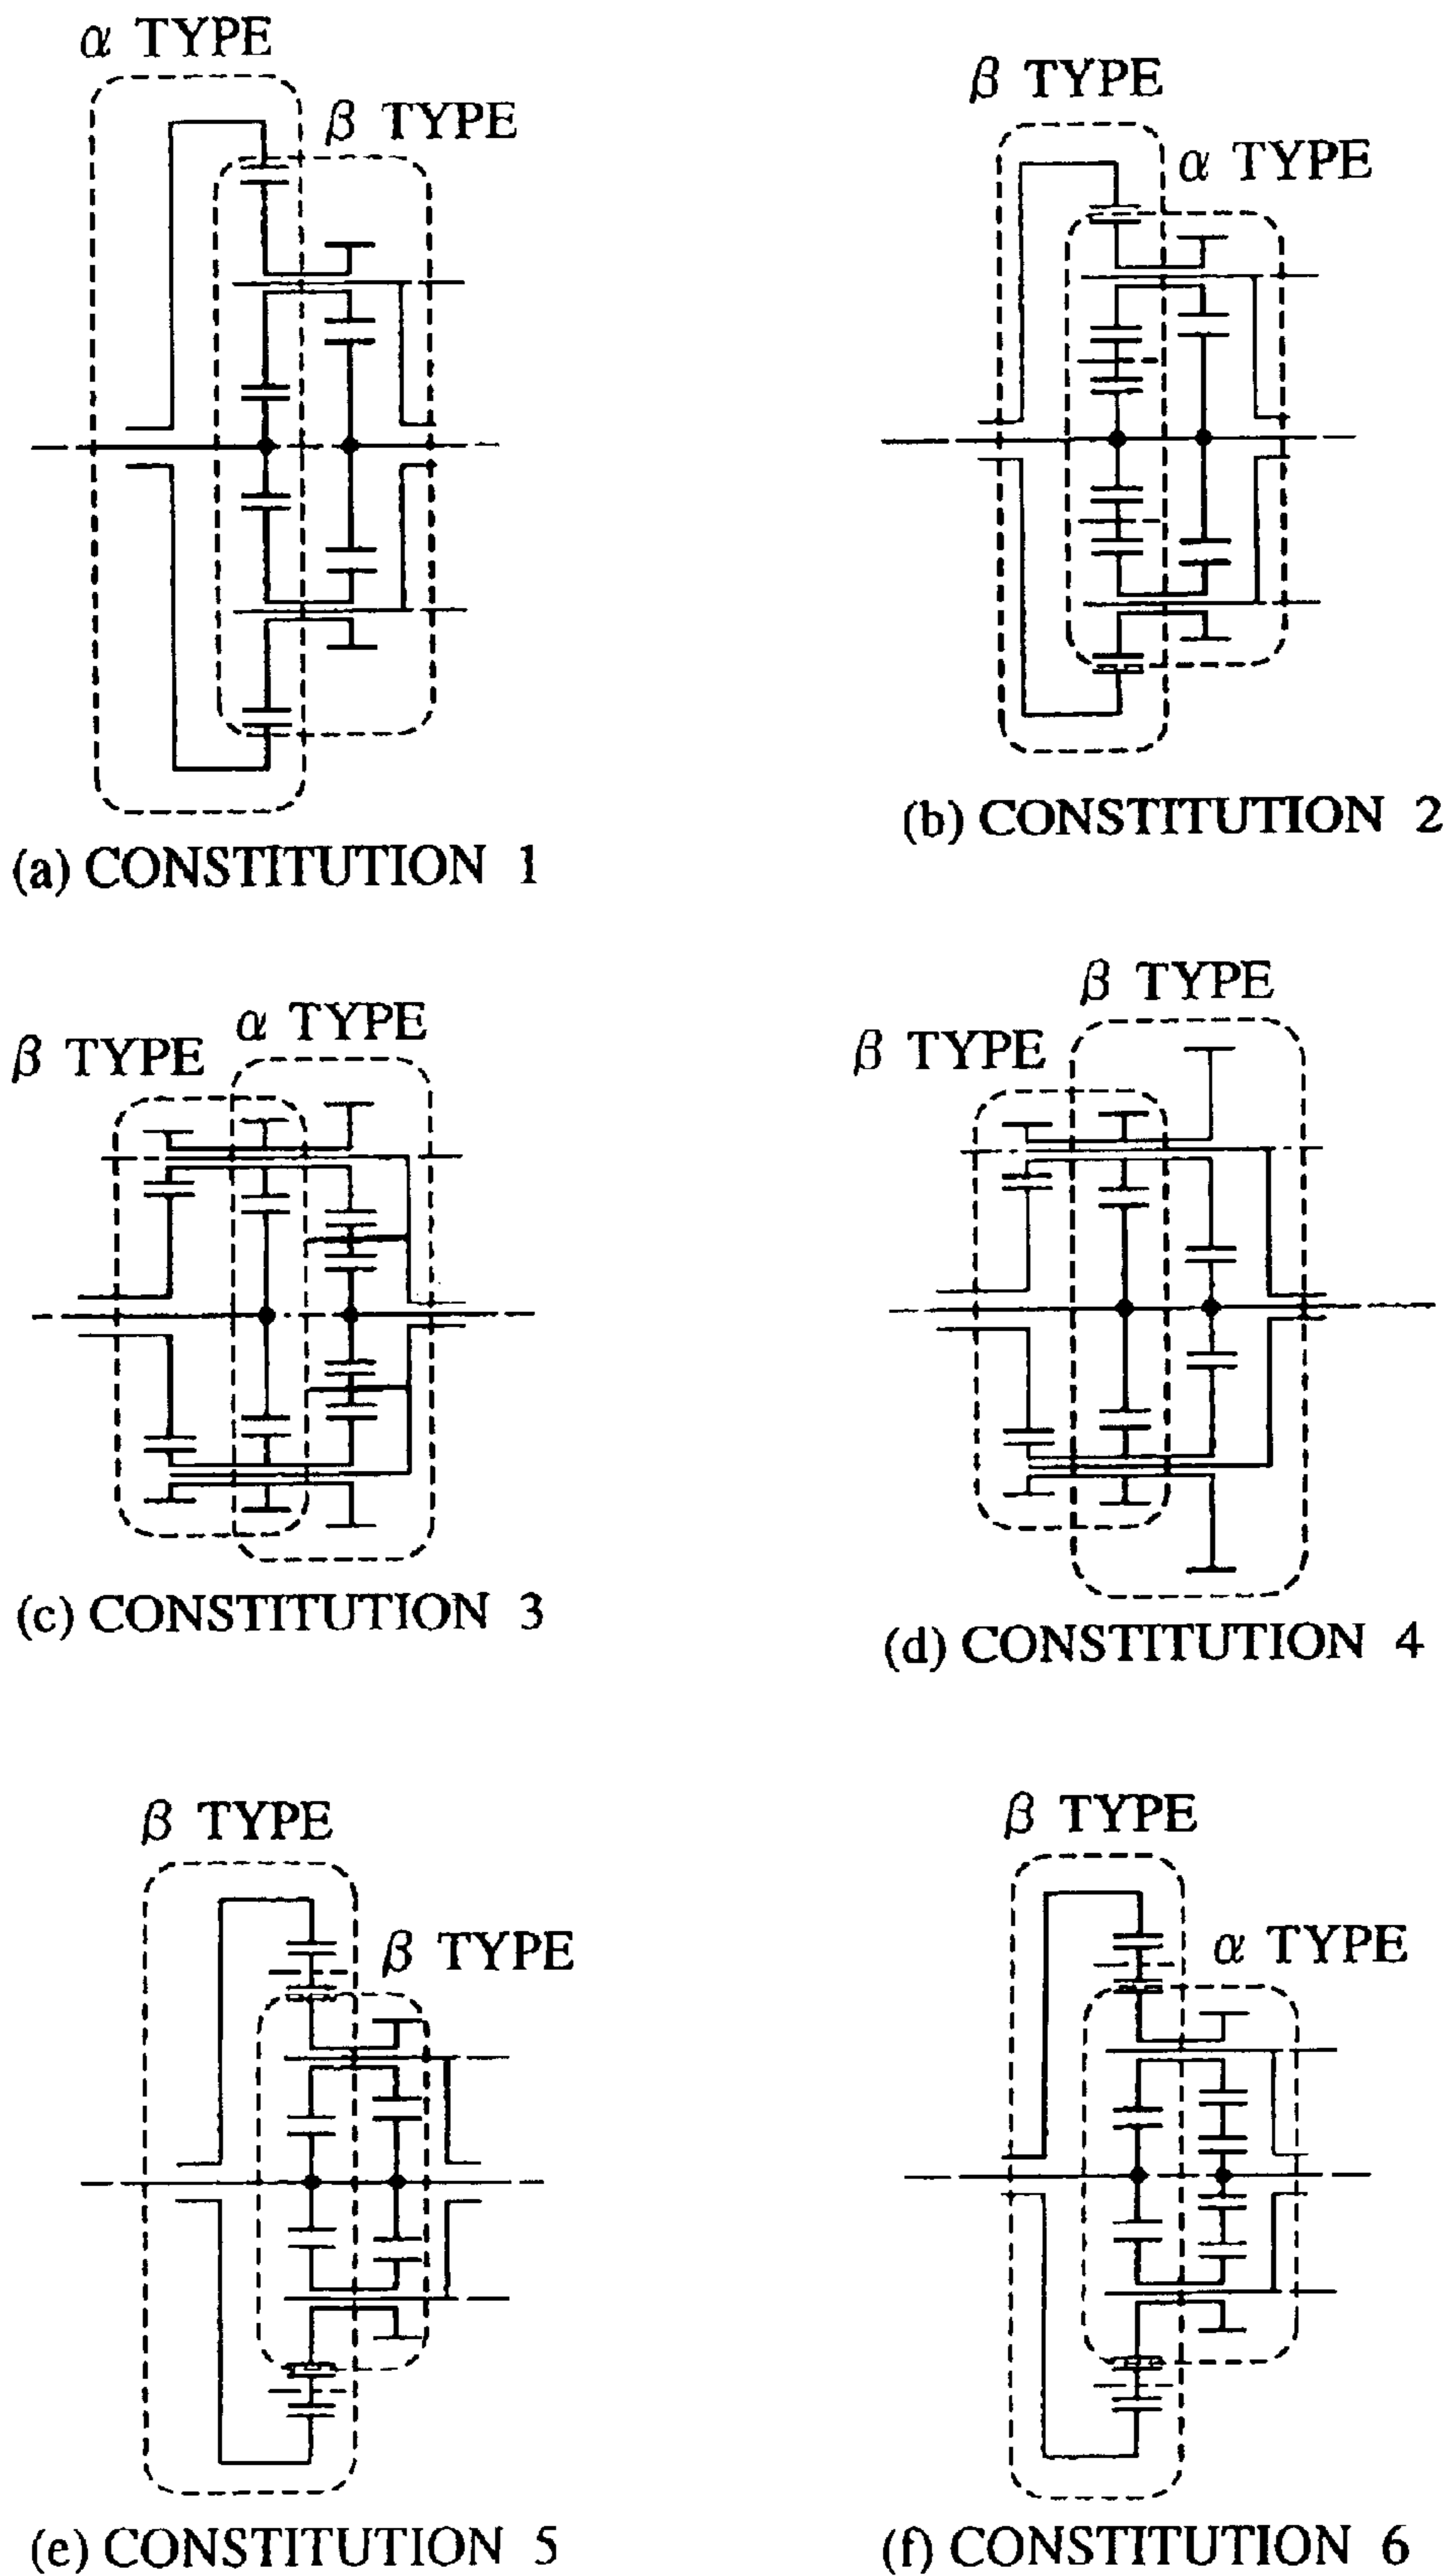 α TYPE
β TYPE
(a) CONSTITUTION 1
β TYPE
α TYPE
(b) CONSTITUTION 2
β TYPE
α TYPE
(c) CONSTITUTION 3
β TYPE
β TYPE
(d) CONSTITUTION 4
β TYPE
β TYPE
(e) CONSTITUTION 5
β TYPE
α TYPE
(f) CONSTITUTION 6